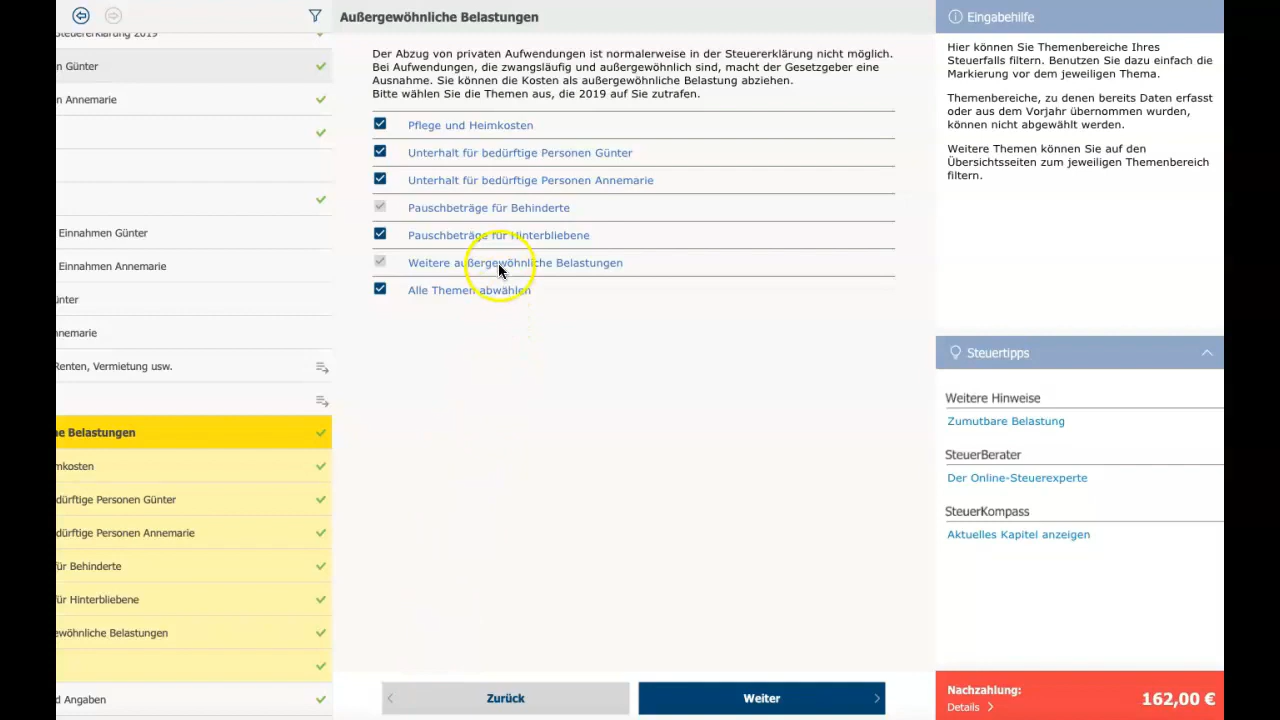 Steuererklärung 2019
n Günter
n Annemarie
Einnahmen Günter
Einnahmen Annemarie
ünter
nnemarie
Renten, Vermietung usw.
he Belastungen
mkosten
dürftige Personen Günter
dürftige Personen Annemarie
für Behinderte
für Hinterbliebene
ewöhnliche Belastungen
d Angaben
Außergewöhnliche Belastungen
Der Abzug von privaten Aufwendungen ist normalerweise in der Steuererklärung nicht möglich.
Bei Aufwendungen, die zwangsläufig und außergewöhnlich sind, macht der Gesetzgeber eine
Ausnahme. Sie können die Kosten als außergewöhnliche Belastung abziehen.
Bitte wählen Sie die Themen aus, die 2019 auf Sie zutrafen.
Pflege und Heimkosten
Unterhalt für bedürftige Personen Günter
Unterhalt für bedürftige Personen Annemarie
Pauschbeträge für Behinderte
Pauschbeträge für Hinterbliebene
Weitere außergewöhnliche Belastungen
Alle Themen abwählen
Zurück
Weiter
Eingabehilfe
Hier können Sie Themenbereiche Ihres
Steuerfalls filtern. Benutzen Sie dazu einfach die
Markierung vor dem jeweiligen Thema.
Themenbereiche, zu denen bereits Daten erfasst
oder aus dem Vorjahr übernommen wurden,
können nicht abgewählt werden.
Weitere Themen können Sie auf den
Übersichtsseiten zum jeweiligen Themenbereich
filtern.
Steuertipps
Weitere Hinweise
Zumutbare Belastung
SteuerBerater
Der Online-Steuerexperte
SteuerKompass
Aktuelles Kapitel anzeigen
Nachzahlung:
Details
162,00 €